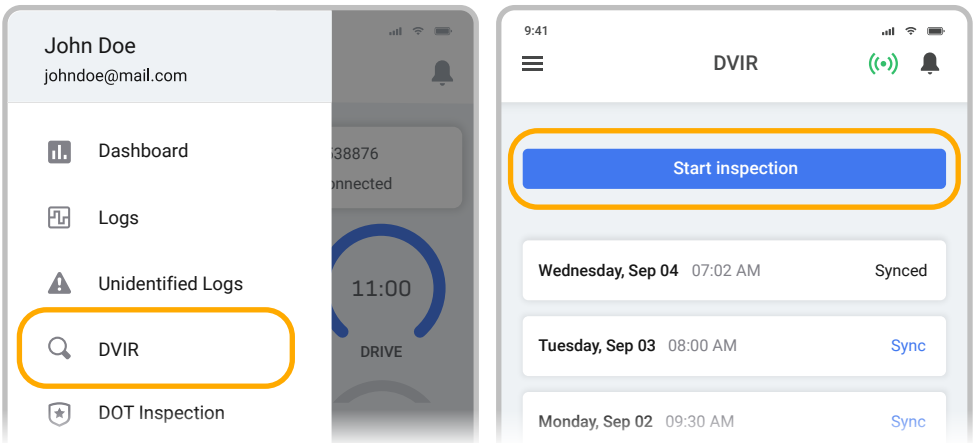 John Doe
johndoe@mail.com
Dashboard
Logs
Unidentified Logs
DVIR
DOT Inspection
38876
nnected
11:00
DRIVE
9:41
DVIR
Start inspection
Wednesday, Sep 04 07:02 AM Synced
Tuesday, Sep 03 08:00 AM Sync
Monday, Sep 02 09:30 AM Sync